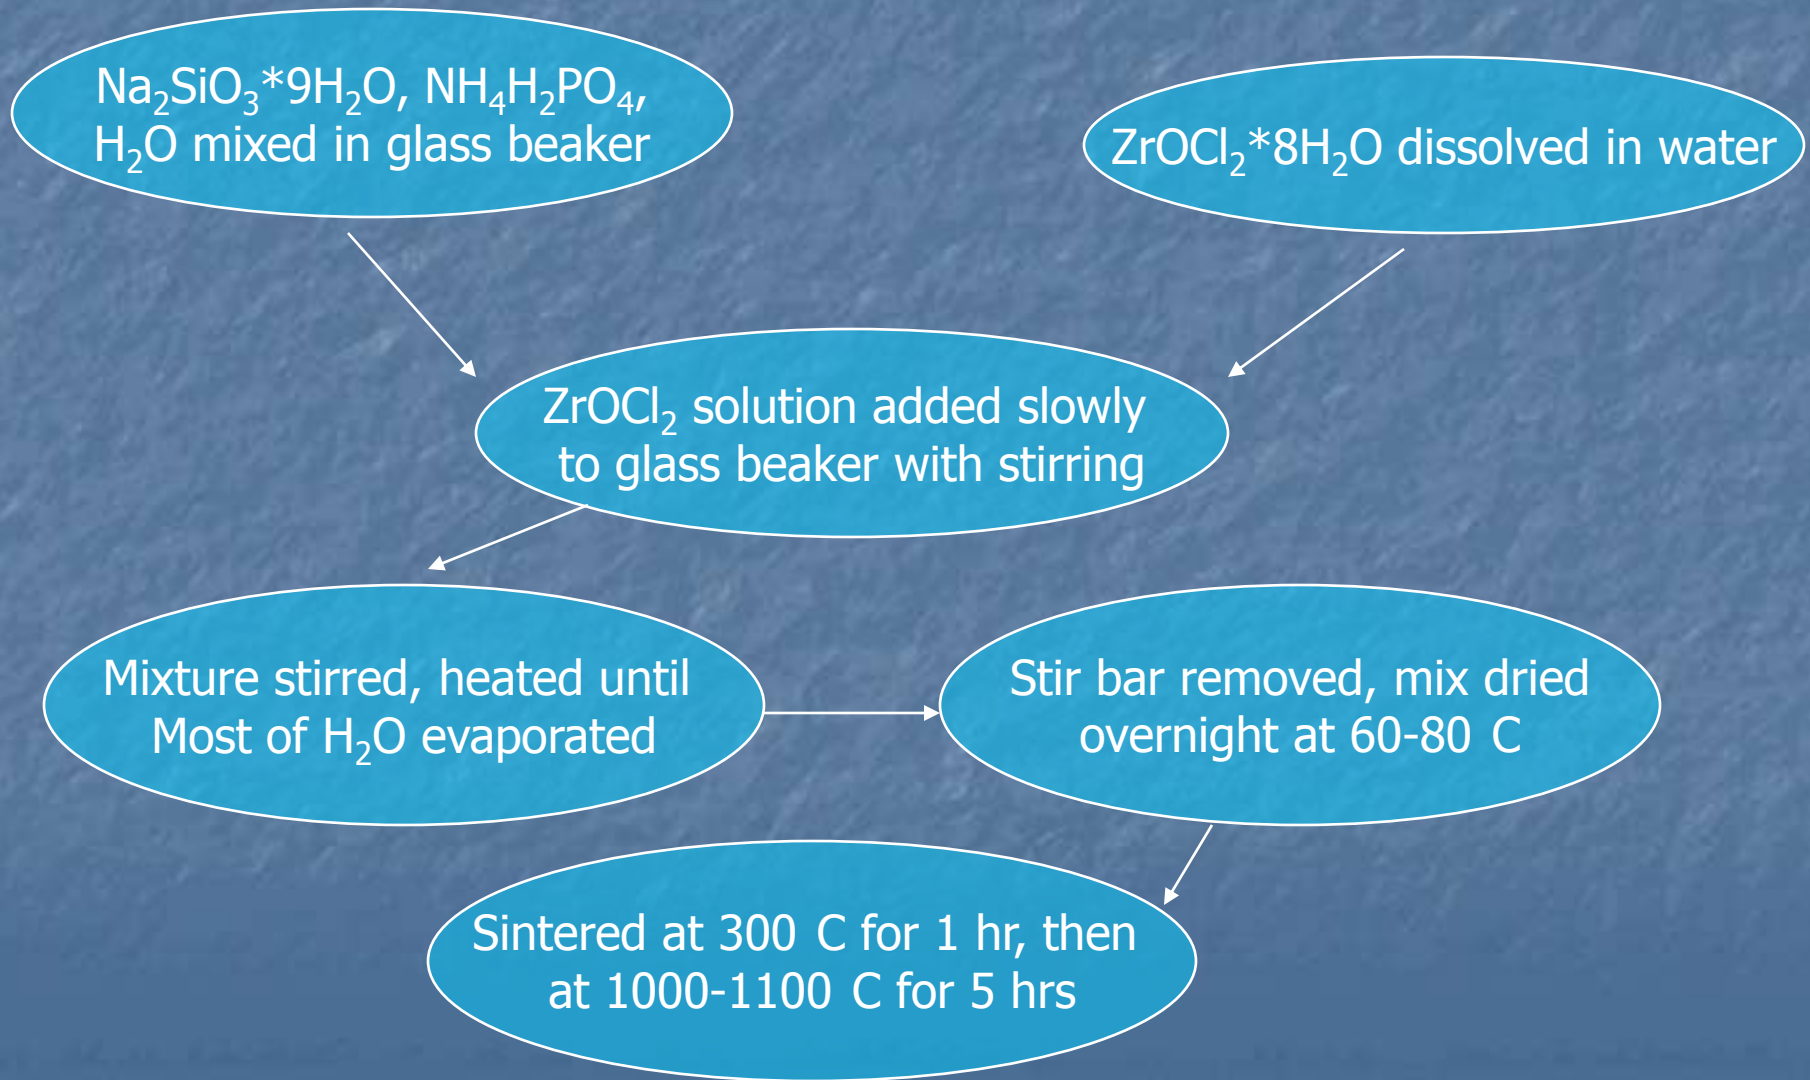 Na₂SiO₃*9H₂O, NH₄H₂PO₄,
H₂O mixed in glass beaker
ZrOCl₂*8H₂O dissolved in water
ZrOCl₂ solution added slowly
to glass beaker with stirring
Mixture stirred, heated until
Most of H₂O evaporated
Stir bar removed, mix dried
overnight at 60-80 C
Sintered at 300 C for 1 hr, then
at 1000-1100 C for 5 hrs